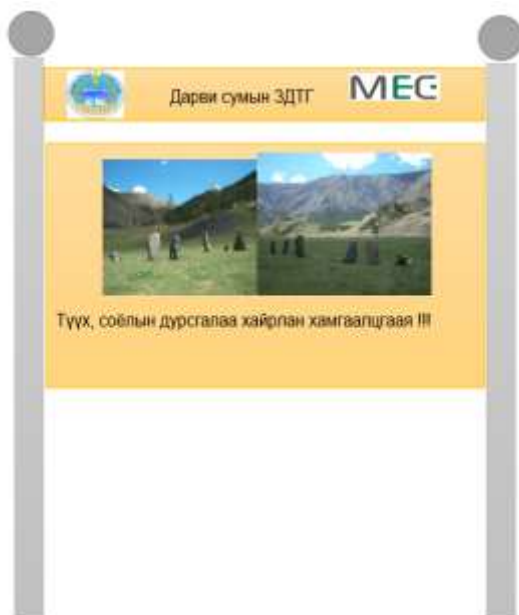 Дарви сумын ЗДТГ
MEC
Түүх, соёлын дурсгалаа хайрлан хамгаалцгаая !!!